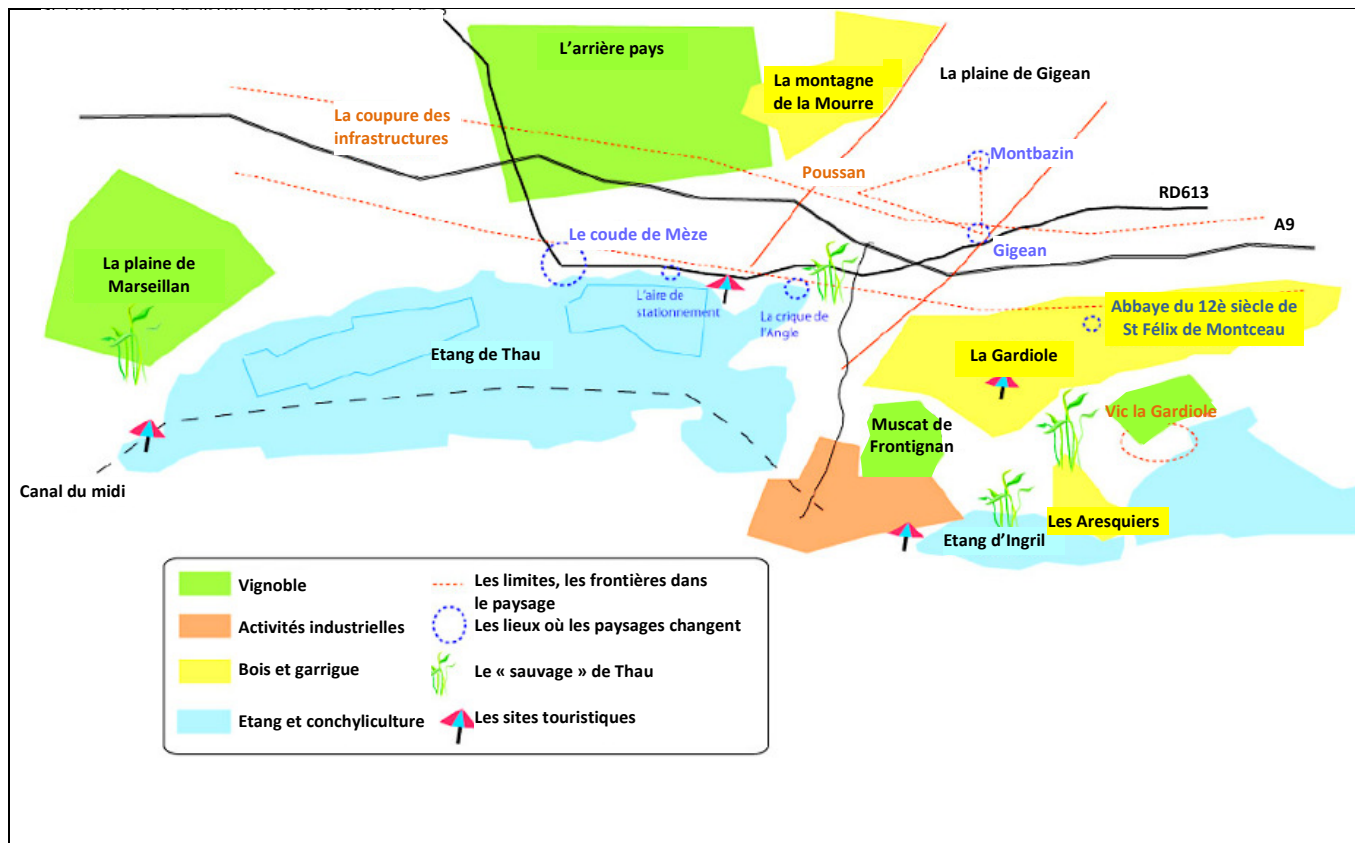 L'arrière pays
La montagne
de la Mourre
La plaine de Gigean
La coupure des
infrastructures
Montbazin
Poussan
RD613
A9
Le coude de Mèze
Gigean
La plaine de
Marseillan
L'aire de
stationnement
La crique de
l'Angle
Abbaye du 12è siècle de
St Félix de Montceau
Etang de Thau
La Gardiole
Muscat de
Frontignan
Vic la Gardiole
Canal du midi
Les Aresquiers
Etang d'Ingril
Vignoble
Activités industrielles
Bois et garrigue
Etang et conchyliculture
Les limites, les frontières dans
le paysage
Les lieux où les paysages changent
Le « sauvage » de Thau
Les sites touristiques